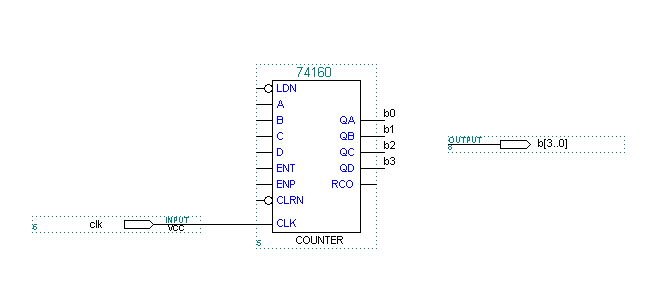 74160
LDN
A
B
C
D
ENT
ENP
CLRN
CLK
QA
QB
QC
QD
RCO
b0
b1
b2
b3
COUNTER
OUTPUT
b[3..0]
clk
INPUT
VCC